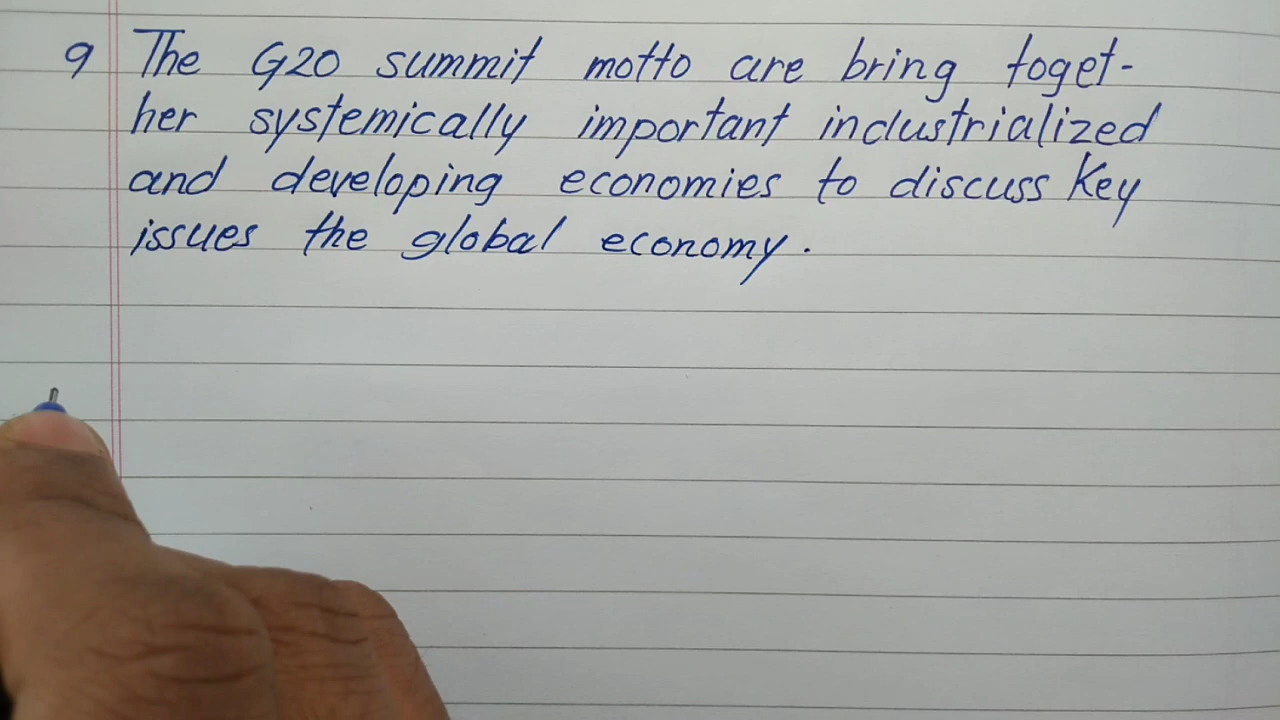 9 The G20 summit motto are bring toget-
her systemically important industrialized
and developing economies to discuss Key
issues the global economy.